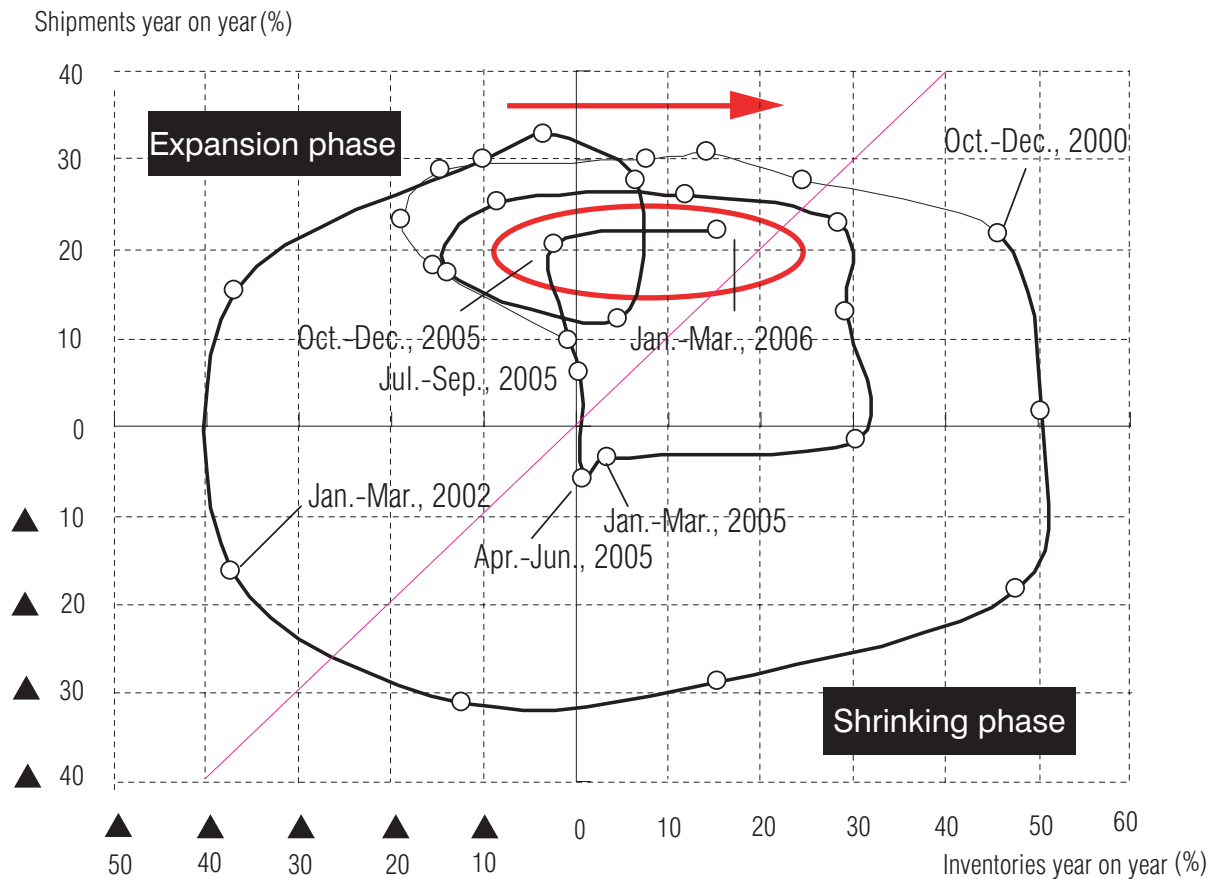 Shipments year on year (%)
40
Expansion phase
Oct.-Dec., 2000
30
20
Oct.-Dec., 2005
Jan.-Mar., 2006
10
Jul.-Sep., 2005
0
Jan.-Mar., 2002
▲ 10
Jan.-Mar., 2005
Apr.-Jun., 2005
▲ 20
▲ 30
Shrinking phase
▲ 40
▲ ▲ ▲ ▲ ▲ 0 10 20 30 40 50 60
50 40 30 20 10
Inventories year on year (%)